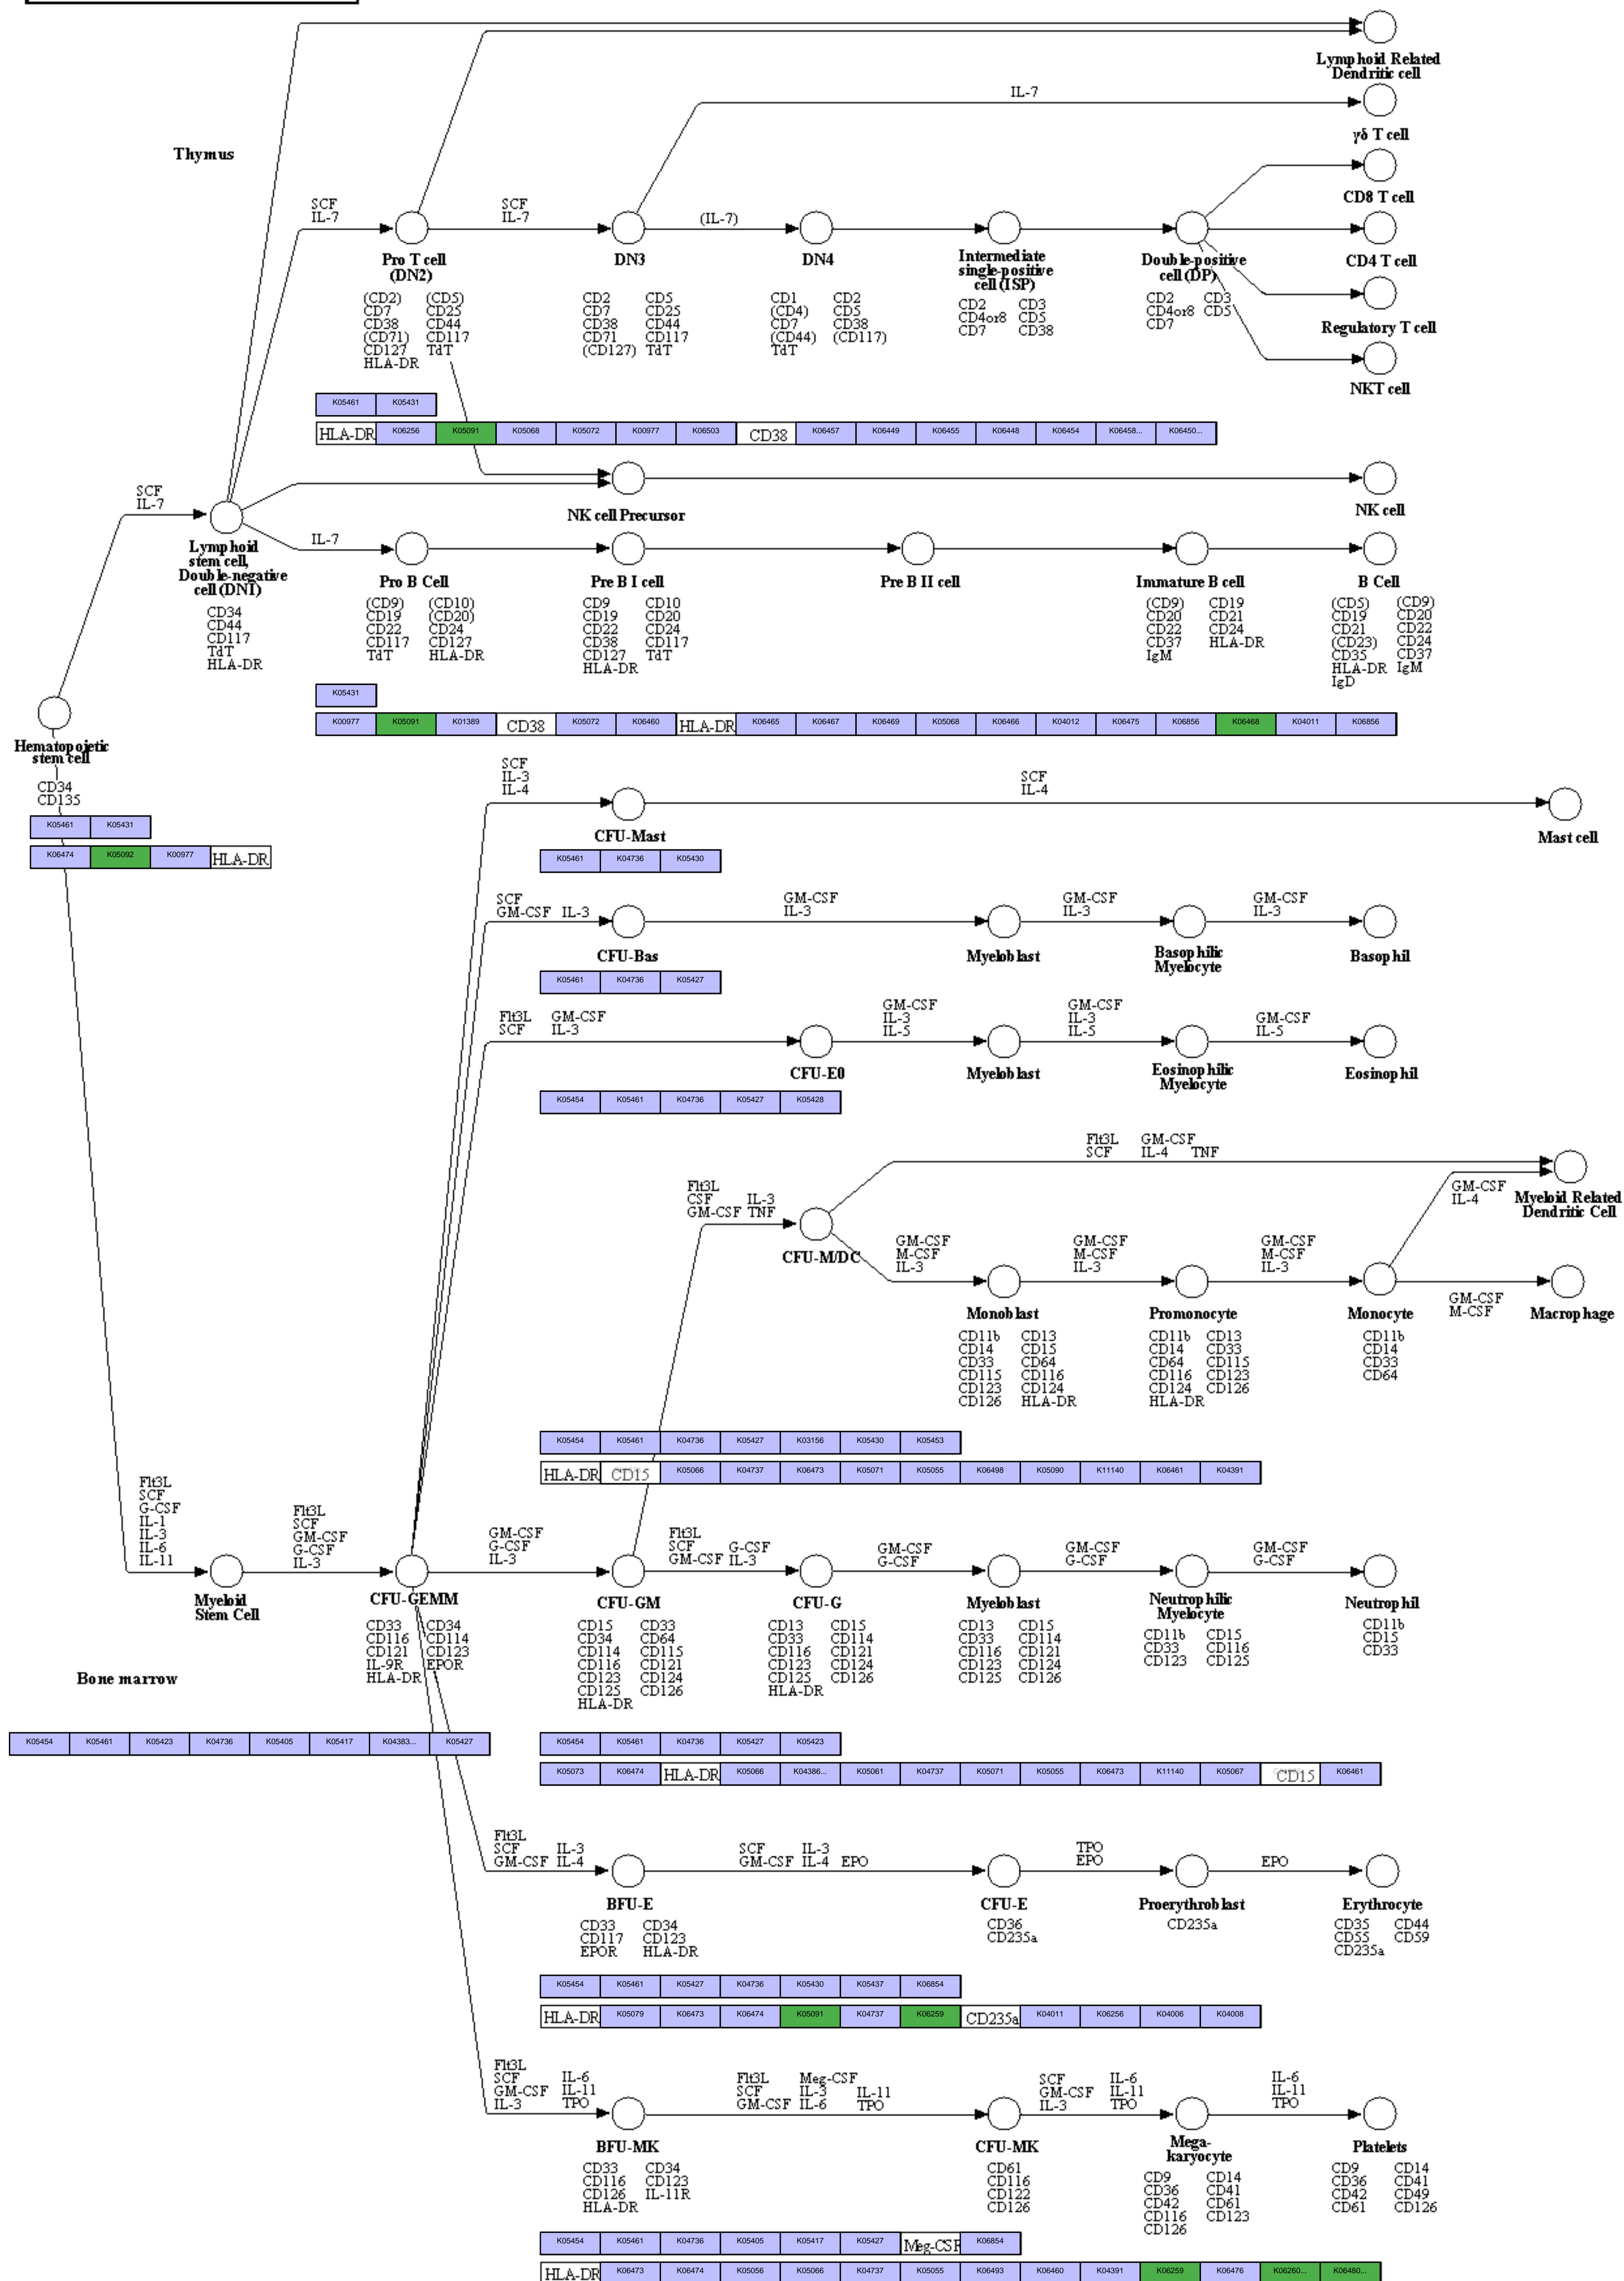 Lymphoid Related
Dendritic cell
IL-7
γδ T cell
Thymus
CD8 T cell
SCF
IL-7
SCF
IL-7
(IL-7)
Pro T cell
(DN2)
DN3
DN4
Intermediate
single-positive
cell (ISP)
Double-positive
cell (DP)
CD4 T cell
(CD2) (CD5)
CD7 CD25
CD38 CD44
(CD71) CD117
CD127 TdT
HLA-DR
CD2 CD5
CD7 CD25
CD38 CD44
CD71 CD117
(CD127) TdT
CD1 CD2
(CD4) CD5
CD7 CD38
(CD44) (CD117)
TdT
CD2 CD3
CD4or8 CD5
CD7 CD38
CD2 CD3
CD4or8 CD5
CD7
Regulatory T cell
NKT cell
K05461 K05431
HLA-DR K06256 K05091 K05068 K05072 K00977 K06503 CD38 K06457 K06449 K06455 K06448 K06454 K06458... K06450...
SCF
IL-7
NK cell Precursor
NK cell
Lymphoid
stem cell,
Double-negative
cell (DN1)
CD34
CD44
CD117
TdT
HLA-DR
IL-7
Pro B Cell
Pre B I cell
Pre B II cell
Immature B cell
B Cell
(CD9) (CD10)
CD19 (CD20)
CD22 CD24
CD117 CD127
TdT HLA-DR
CD9 CD10
CD19 CD20
CD22 CD24
CD38 CD117
CD127 TdT
HLA-DR
(CD9) CD19
CD20 CD21
CD22 CD24
CD37 HLA-DR
IgM
(CD5) (CD9)
CD19 CD20
CD21 CD22
(CD23) CD24
CD35 CD37
HLA-DR IgM
IgD
K05431
K00977 K05091 K01389 CD38 K05072 K06460 HLA-DR K06465 K06467 K06469 K05068 K06466 K04012 K06475 K06856 K06468 K04011 K06856
Hematopoietic
stem cell
CD34
CD135
K05461 K05431
K06474 K05092 K00977 HLA-DR
SCF
IL-3
IL-4
SCF
IL-4
CFU-Mast
Mast cell
K05461 K04736 K05430
SCF
GM-CSF IL-3
GM-CSF
IL-3
GM-CSF
IL-3
GM-CSF
IL-3
CFU-Bas
Myeloblast
Basophilic
Myelocyte
Basophil
K05461 K04736 K05427
Flt3L GM-CSF
SCF IL-3
GM-CSF
IL-3
IL-5
GM-CSF
IL-3
IL-5
GM-CSF
IL-5
CFU-E0
Myeloblast
Eosinophilic
Myelocyte
Eosinophil
K05454 K05461 K04736 K05427 K05428
Flt3L GM-CSF
SCF IL-4 TNF
Flt3L
CSF IL-3
GM-CSF TNF
GM-CSF
IL-4
Myeloid Related
Dendritic Cell
CFU-M/DC
GM-CSF
M-CSF
IL-3
GM-CSF
M-CSF
IL-3
GM-CSF
M-CSF
IL-3
GM-CSF
M-CSF
Monoblast
Promonocyte
Monocyte
Macrophage
CD11b CD13
CD14 CD15
CD33 CD64
CD115 CD116
CD123 CD124
CD126 HLA-DR
CD11b CD13
CD14 CD33
CD64 CD115
CD116 CD123
CD124 CD126
HLA-DR
CD11b
CD14
CD33
CD64
K05454 K05461 K04736 K05427 K03156 K05430 K05453
HLA-DR CD15 K05066 K04737 K06473 K05071 K05055 K06498 K05090 K11140 K06461 K04391
Flt3L
SCF
G-CSF
IL-1
IL-3
IL-6
IL-11
Flt3L
SCF
GM-CSF
G-CSF
IL-3
GM-CSF
G-CSF
IL-3
Flt3L
SCF G-CSF
GM-CSF IL-3
GM-CSF
G-CSF
GM-CSF
G-CSF
GM-CSF
G-CSF
Myeloid
Stem Cell
CFU-GEMM
CFU-GM
CFU-G
Myeloblast
Neutrophilic
Myelocyte
Neutrophil
CD33 CD34
CD116 CD114
CD121 CD123
IL-9R EPOR
HLA-DR
CD15 CD33
CD34 CD64
CD114 CD115
CD116 CD121
CD123 CD124
CD125 CD126
HLA-DR
CD13 CD15
CD33 CD114
CD116 CD121
CD123 CD124
CD125 CD126
HLA-DR
CD13 CD15
CD33 CD114
CD116 CD121
CD123 CD124
CD125 CD126
CD11b CD15
CD33 CD116
CD123 CD125
CD11b
CD15
CD33
Bone marrow
K05454 K05461 K05423 K04736 K05405 K05417 K04383... K05427
K05454 K05461 K04736 K05427 K05423
K05073 K06474 HLA-DR K05066 K04386... K05061 K04737 K05071 K05055 K06473 K11140 K05067 CD15 K06461
Flt3L
SCF IL-3
GM-CSF IL-4
SCF IL-3
GM-CSF IL-4 EPO
TPO
EPO
EPO
BFU-E
CFU-E
Proerythroblast
Erythrocyte
CD33 CD34
CD117 CD123
EPOR HLA-DR
CD36
CD235a
CD235a
CD35 CD44
CD55 CD59
CD235a
K05454 K05461 K05427 K04736 K05430 K05437 K06854
HLA-DR K05079 K06473 K06474 K05091 K04737 K06259 CD235a K04011 K06256 K04006 K04008
Flt3L
SCF IL-6
GM-CSF IL-11
IL-3 TPO
Flt3L Meg-CSF
SCF IL-3 IL-11
GM-CSF IL-6 TPO
SCF IL-6
GM-CSF IL-11
IL-3 TPO
IL-6
IL-11
TPO
BFU-MK
CFU-MK
Mega-
karyocyte
Platelets
CD33 CD34
CD116 CD123
CD126 IL-11R
HLA-DR
CD61
CD116
CD122
CD126
CD9 CD14
CD36 CD41
CD42 CD61
CD116 CD123
CD126
CD9 CD14
CD36 CD41
CD42 CD49
CD61 CD126
K05454 K05461 K04736 K05405 K05417 K05427 Meg-CSF K06854
HLA-DR K06473 K06474 K05056 K05066 K04737 K05055 K06493 K06460 K04391 K06259 K06476 K06260... K06480...